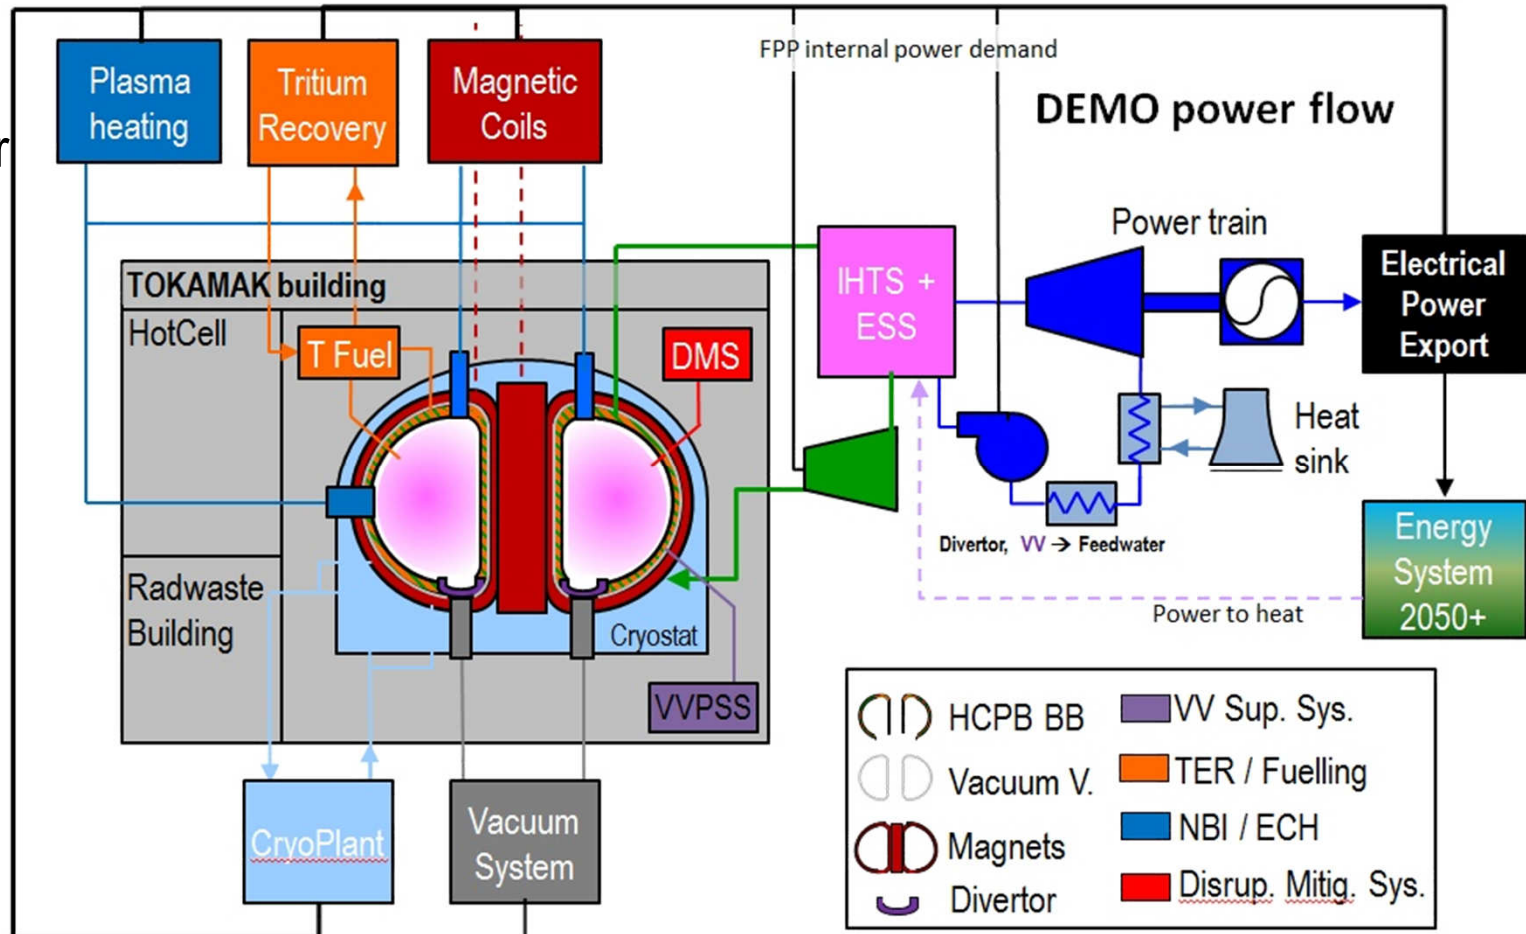 FPP internal power demand
DEMO power flow
Plasma
heating
Tritium
Recovery
Magnetic
Coils
r
Power train
IHTS +
ESS
Electrical
Power
Export
TOKAMAK building
HotCell
T Fuel
DMS
Heat
sink
Divertor, VV → Feedwater
Energy
System
2050+
Power to heat
Radwaste
Building
Cryostat
VVPSS
CryoPlant
Vacuum
System
HCPB BB
Vacuum V.
Magnets
Divertor
VV Sup. Sys.
TER / Fuelling
NBI / ECH
Disrup. Mitig. Sys.